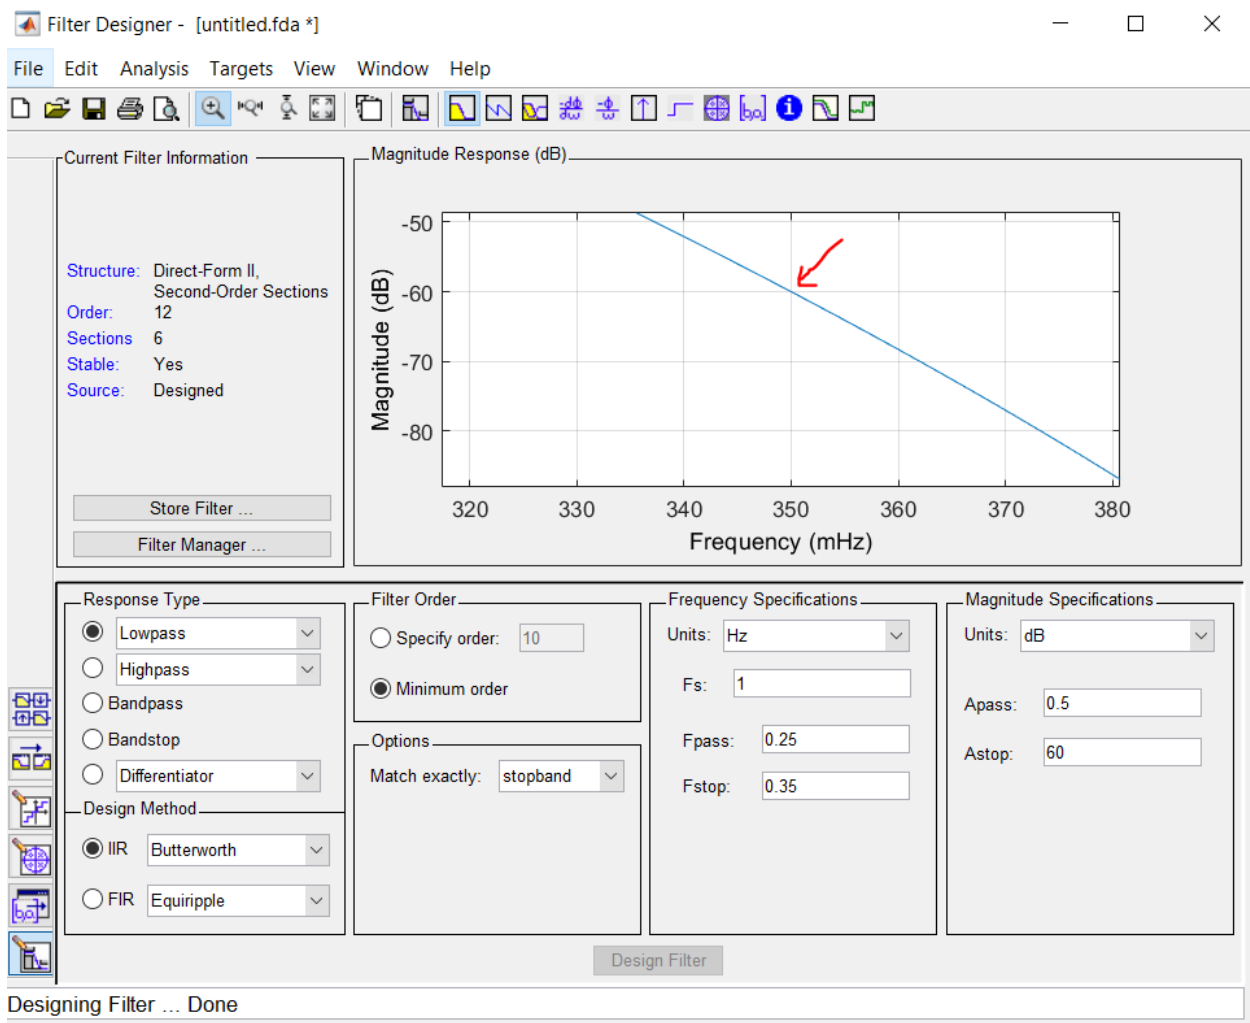 Filter Designer - [untitled.fda *]
File Edit Analysis Targets View Window Help
Current Filter Information
Structure: Direct-Form II,
Second-Order Sections
Order: 12
Sections 6
Stable: Yes
Source: Designed
Store Filter ...
Filter Manager ...
Magnitude Response (dB)
-50
-60
-70
-80
Magnitude (dB)
320 330 340 350 360 370 380
Frequency (mHz)
Response Type
Lowpass
Highpass
Bandpass
Bandstop
Differentiator
Design Method
IIR Butterworth
FIR Equiripple
Filter Order
Specify order: 10
Minimum order
Options
Match exactly: stopband
Frequency Specifications
Units: Hz
Fs: 1
Fpass: 0.25
Fstop: 0.35
Magnitude Specifications
Units: dB
Apass: 0.5
Astop: 60
Design Filter
Designing Filter ... Done